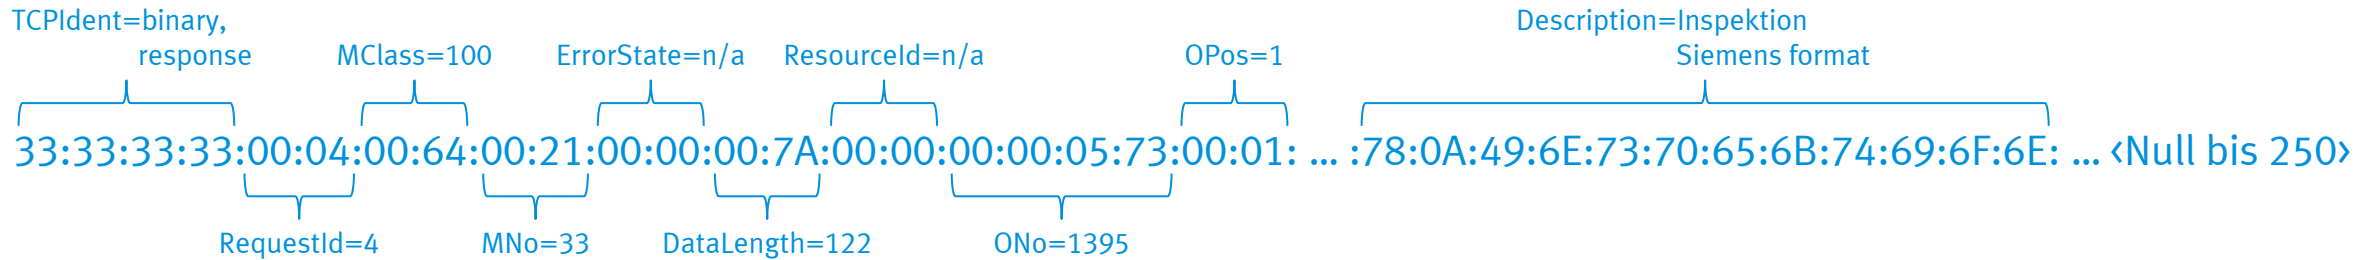 TCPIdent=binary,
response
MClass=100
ErrorState=n/a
ResourceId=n/a
OPos=1
Description=Inspektion
Siemens format
33:33:33:33:00:04:00:64:00:21:00:00:00:7A:00:00:00:00:05:73:00:01: ... :78:0A:49:6E:73:70:65:6B:74:69:6F:6E: ... <Null bis 250>
RequestId=4
MNo=33
DataLength=122
ONo=1395